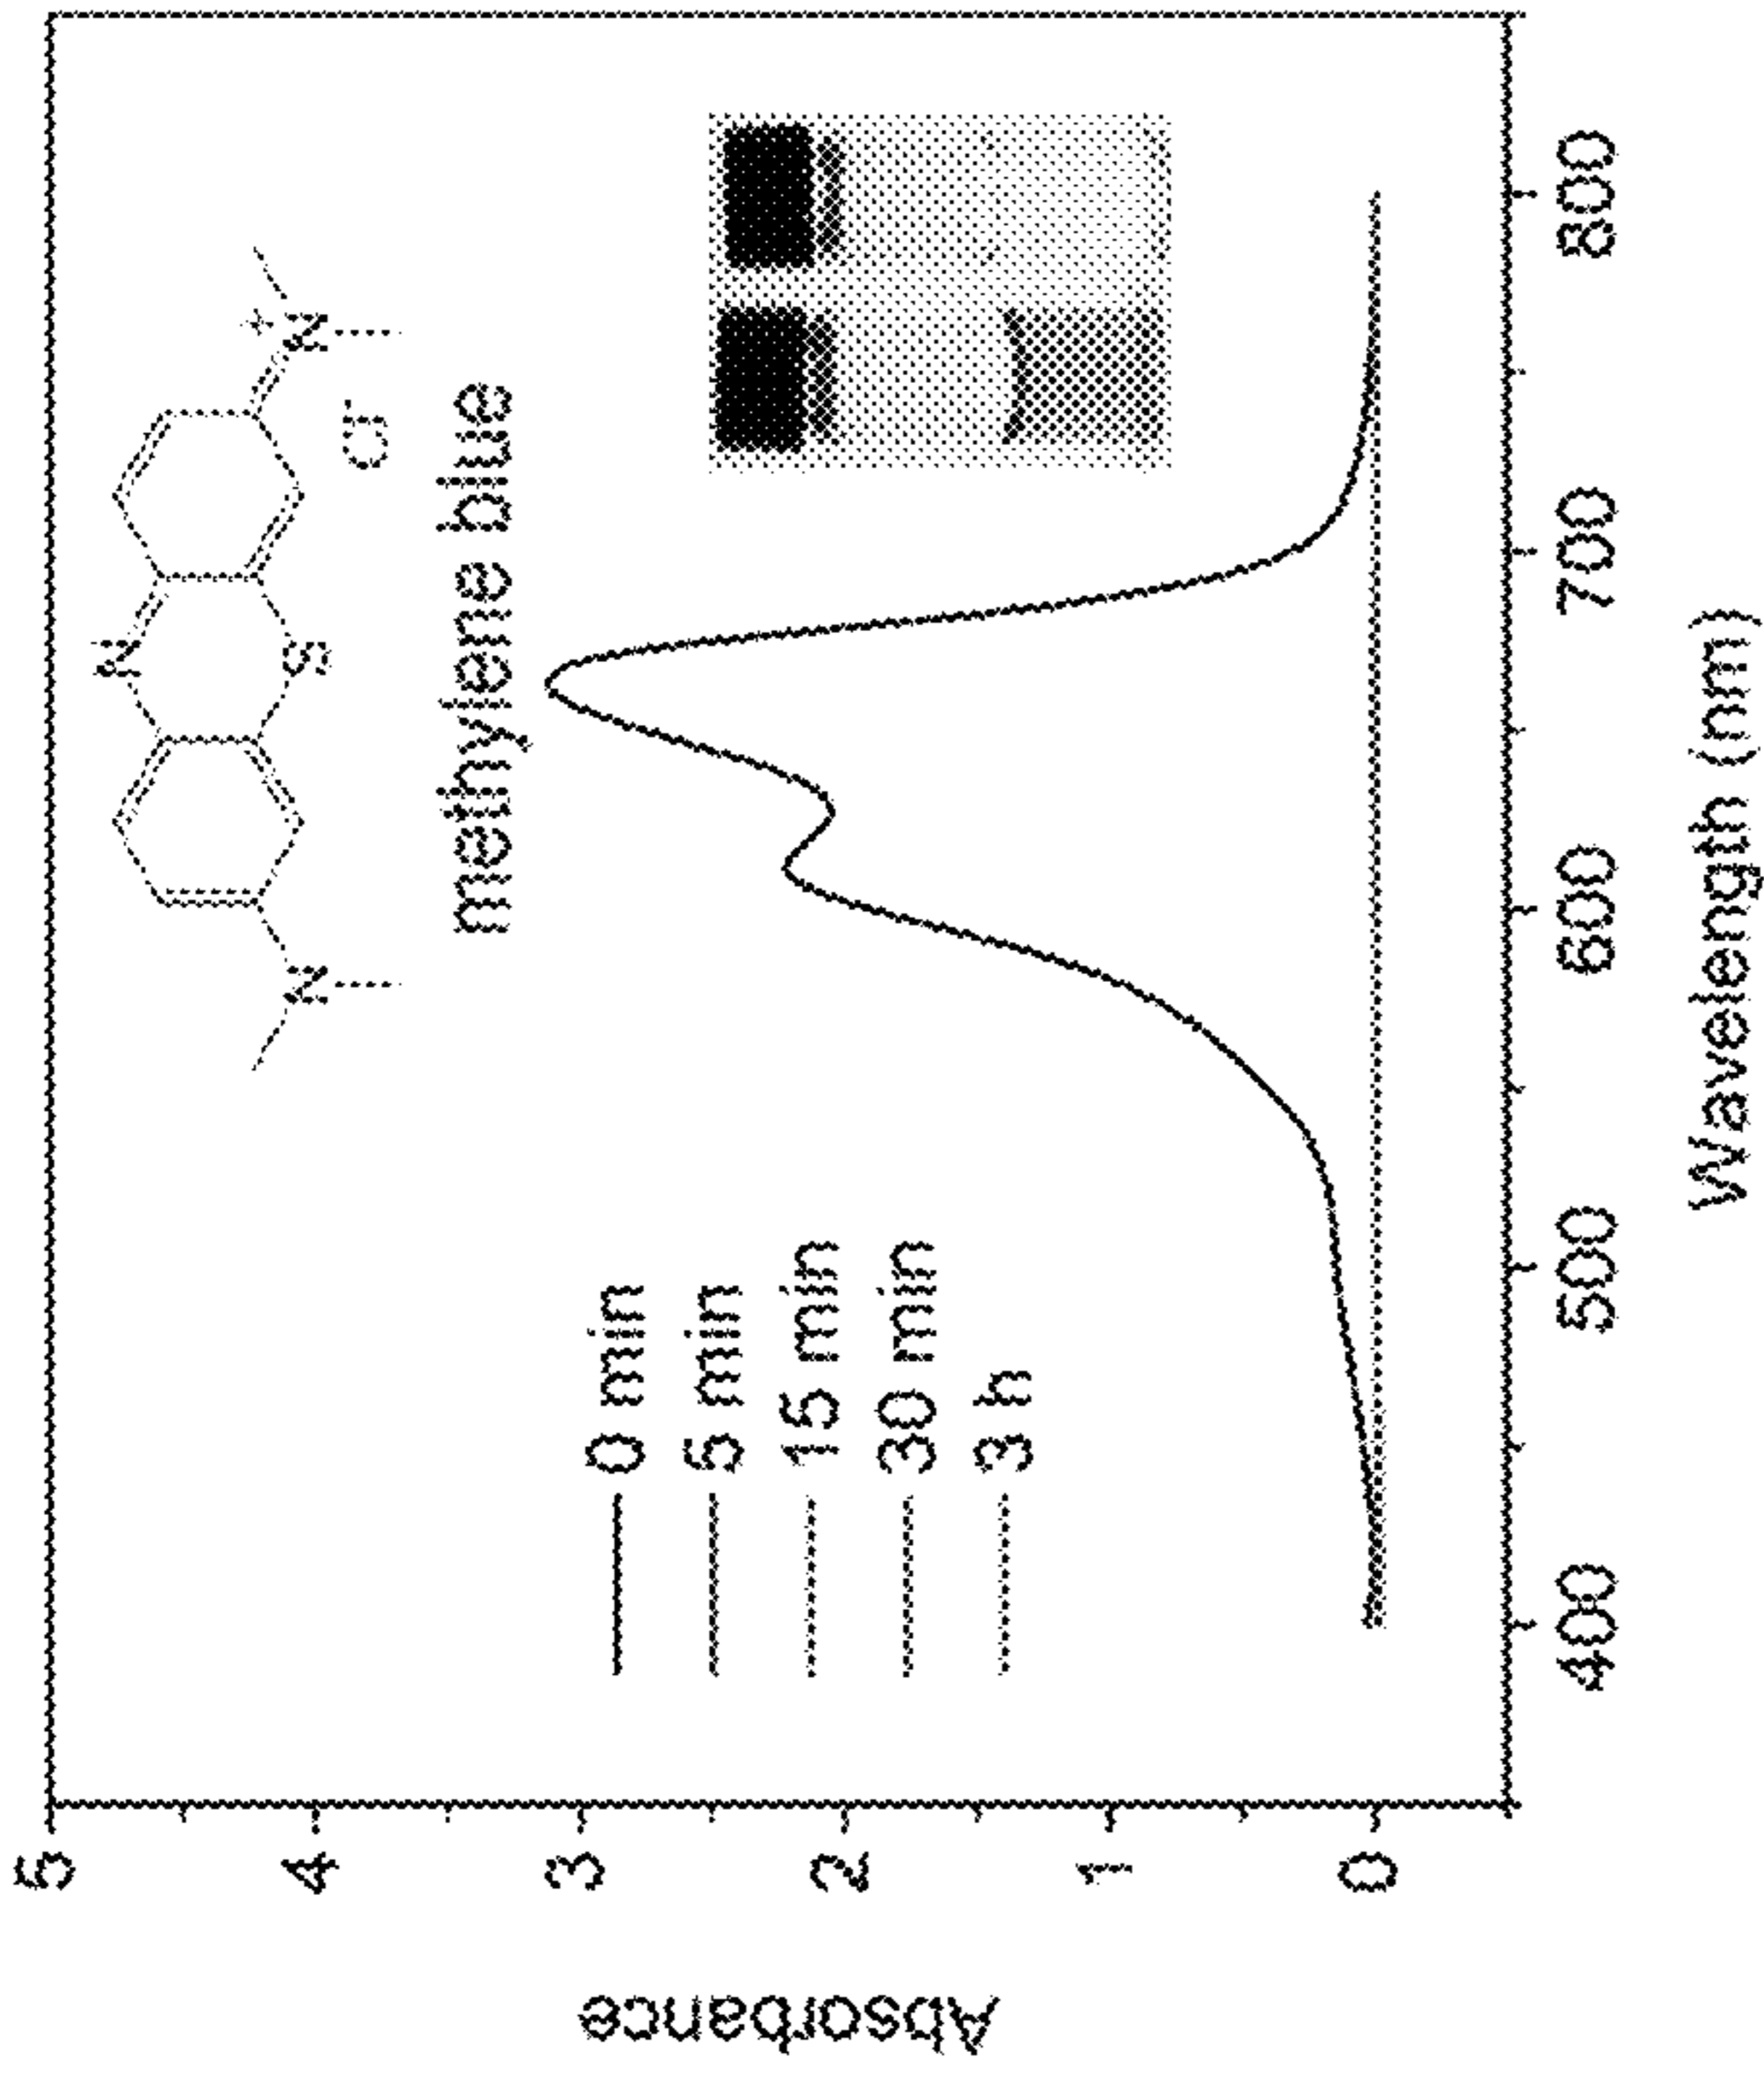 Absorbance
5
4
3
2
1
0
N
N
S
N
+
Cl-
methylene blue
0 min
5 min
15 min
30 min
3 h
400
500
600
700
800
Wavelength (nm)